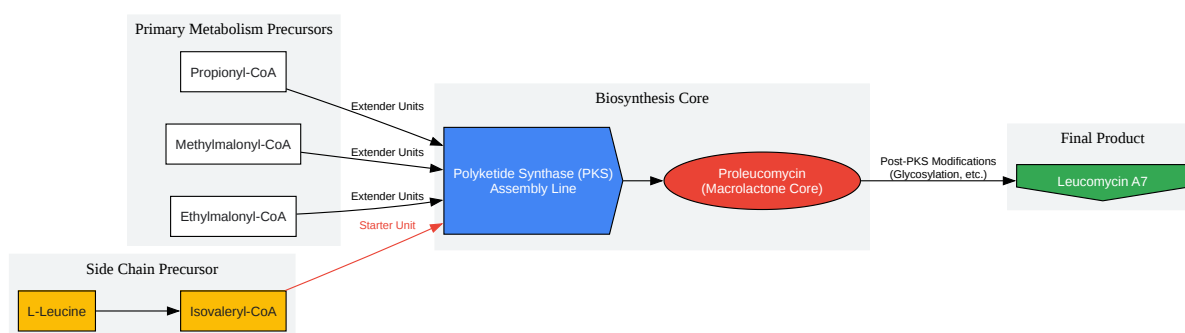 Primary Metabolism Precursors
Propionyl-CoA
Methylmalonyl-CoA
Ethylmalonyl-CoA
Extender Units
Extender Units
Extender Units
Starter Unit
Side Chain Precursor
L-Leucine
Isovaleryl-CoA
Biosynthesis Core
Polyketide Synthase (PKS)
Assembly Line
Proleucomycin
(Macrolactone Core)
Post-PKS Modifications
(Glycosylation, etc.)
Final Product
Leucomycin A7